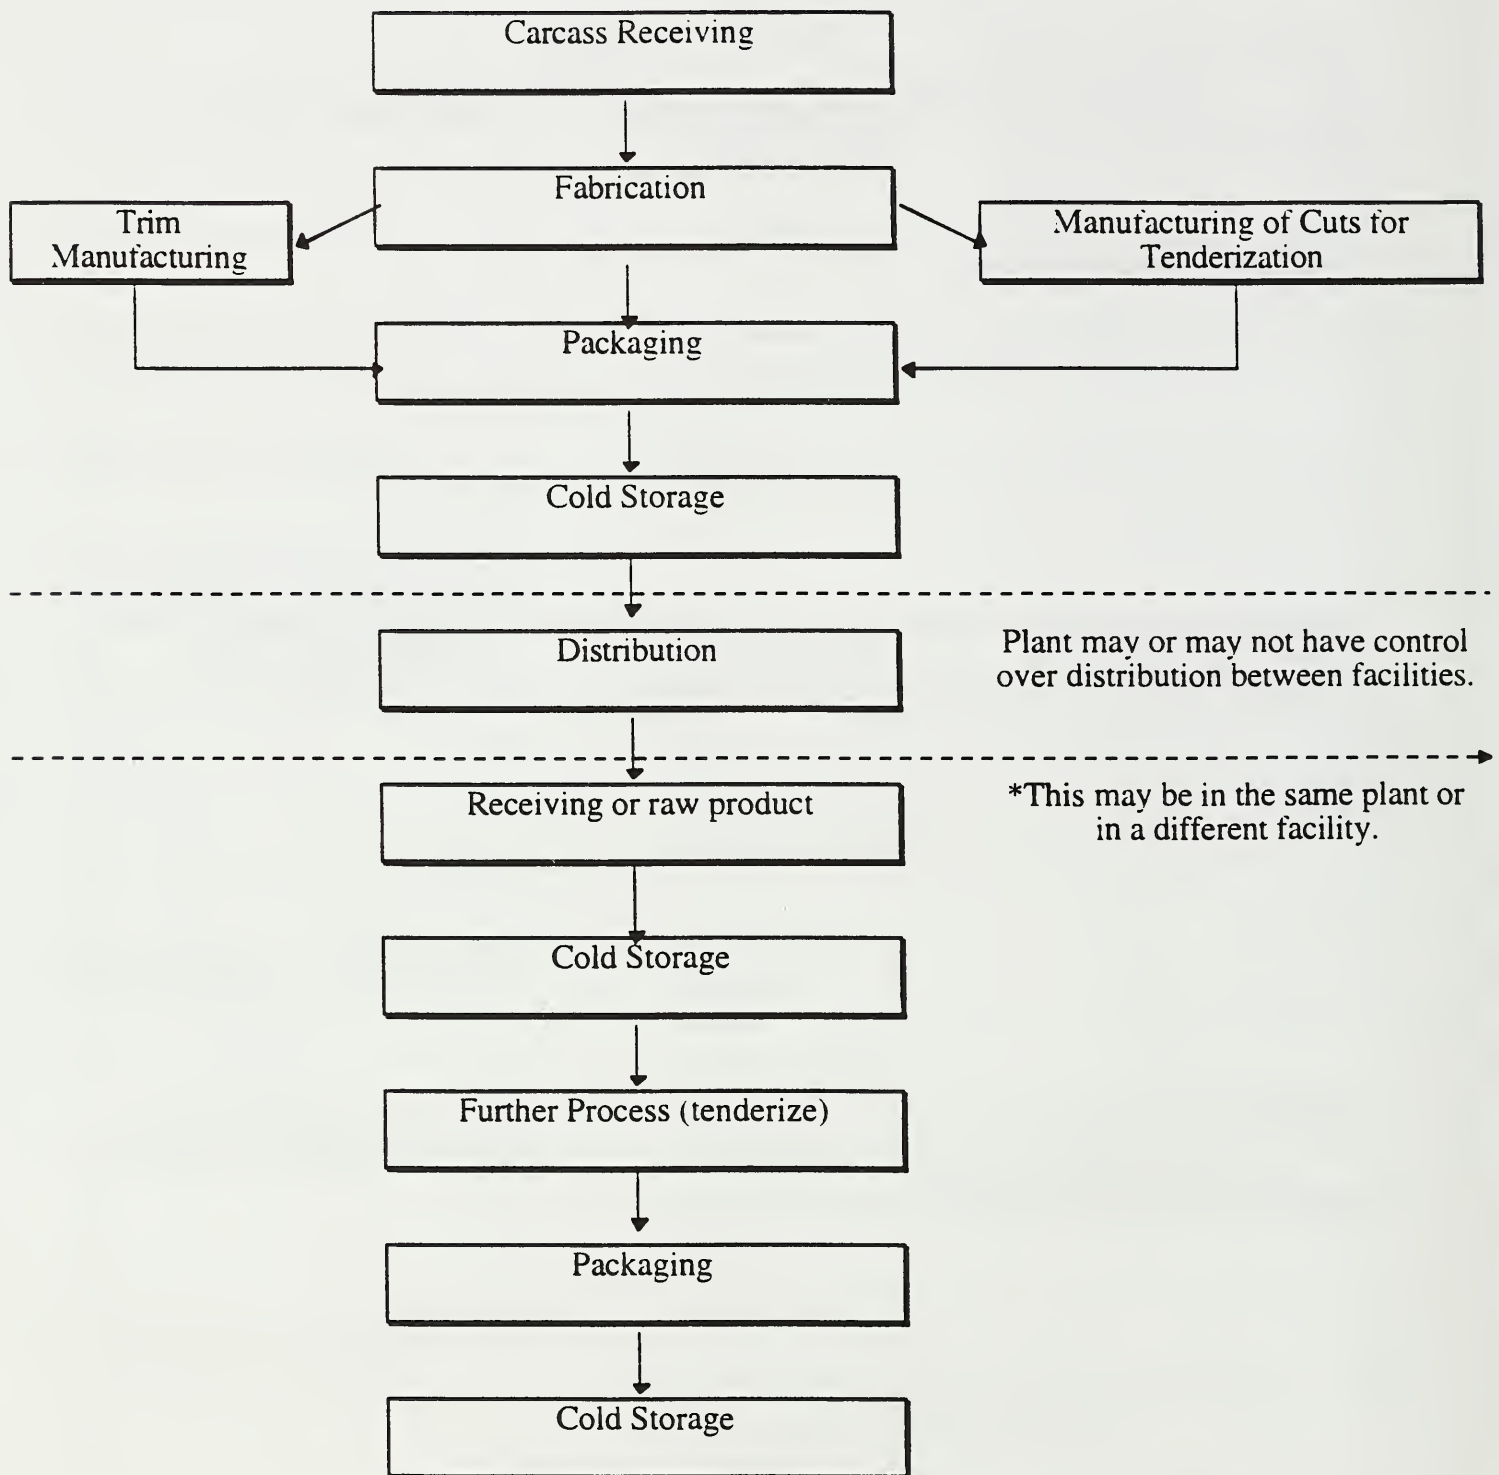 Carcass Receiving
Fabrication
Trim
Manufacturing
Manufacturing of Cuts for
Tenderization
Packaging
Cold Storage
Distribution
Plant may or may not have control
over distribution between facilities.
Receiving or raw product
*This may be in the same plant or
in a different facility.
Cold Storage
Further Process (tenderize)
Packaging
Cold Storage